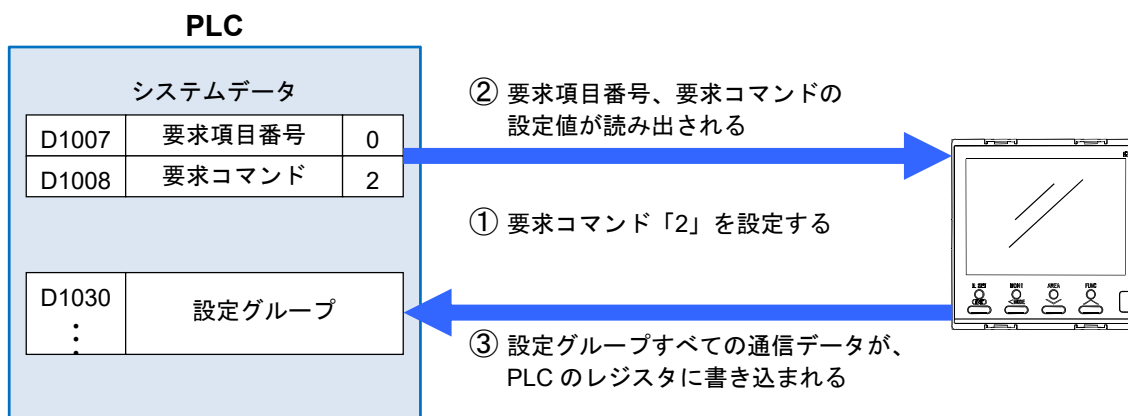 PLC
システムデータ
D1007 要求項目番号 0
D1008 要求コマンド 2
② 要求項目番号、要求コマンドの
設定値が読み出される
① 要求コマンド「2」を設定する
D1030 設定グループ
:
③ 設定グループすべての通信データが、
PLC のレジスタに書き込まれる
AREA
FUNC